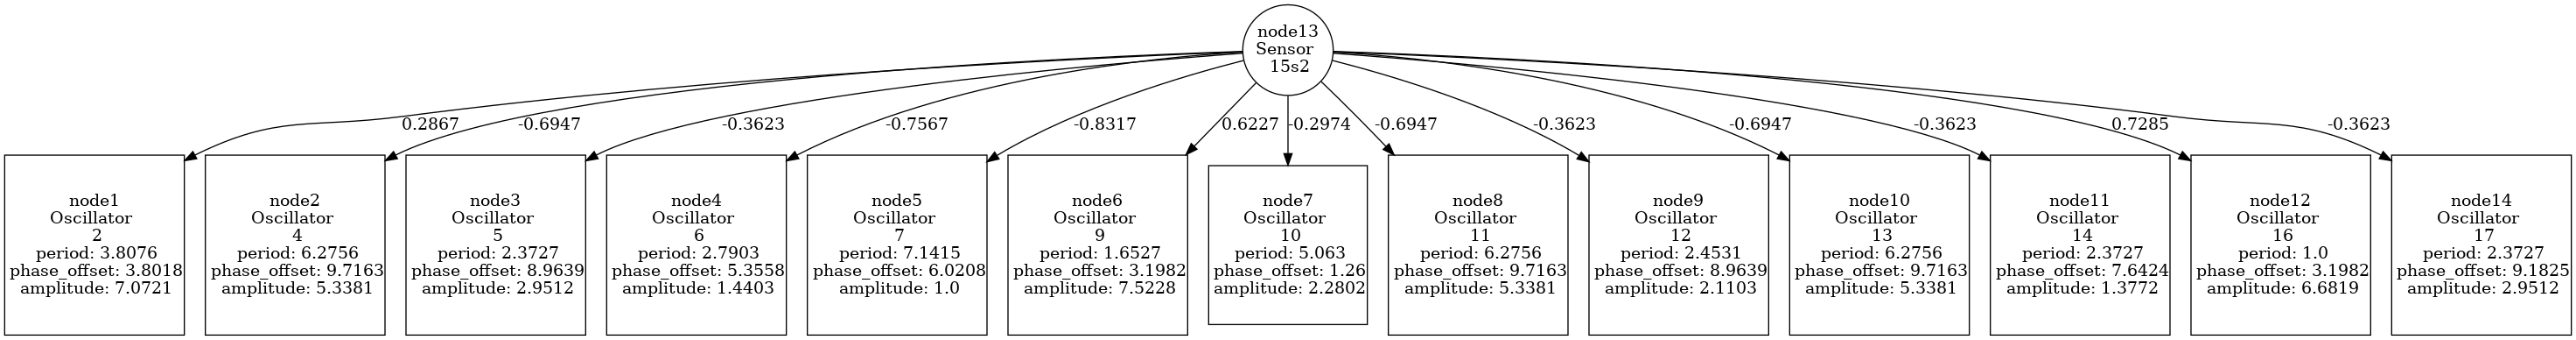 node13
Sensor
15s2
0.2867
-0.6947
-0.3623
-0.7567
-0.8317
0.6227
-0.2974
-0.6947
-0.3623
-0.6947
-0.3623
0.7285
-0.3623
node1
Oscillator
2
period: 3.8076
phase_offset: 3.8018
amplitude: 7.0721
node2
Oscillator
4
period: 6.2756
phase_offset: 9.7163
amplitude: 5.3381
node3
Oscillator
5
period: 2.3727
phase_offset: 8.9639
amplitude: 2.9512
node4
Oscillator
6
period: 2.7903
phase_offset: 5.3558
amplitude: 1.4403
node5
Oscillator
7
period: 7.1415
phase_offset: 6.0208
amplitude: 1.0
node6
Oscillator
9
period: 1.6527
phase_offset: 3.1982
amplitude: 7.5228
node7
Oscillator
10
period: 5.063
phase_offset: 1.26
amplitude: 2.2802
node8
Oscillator
11
period: 6.2756
phase_offset: 9.7163
amplitude: 5.3381
node9
Oscillator
12
period: 2.4531
phase_offset: 8.9639
amplitude: 2.1103
node10
Oscillator
13
period: 6.2756
phase_offset: 9.7163
amplitude: 5.3381
node11
Oscillator
14
period: 2.3727
phase_offset: 7.6424
amplitude: 1.3772
node12
Oscillator
16
period: 1.0
phase_offset: 3.1982
amplitude: 6.6819
node14
Oscillator
17
period: 2.3727
phase_offset: 9.1825
amplitude: 2.9512